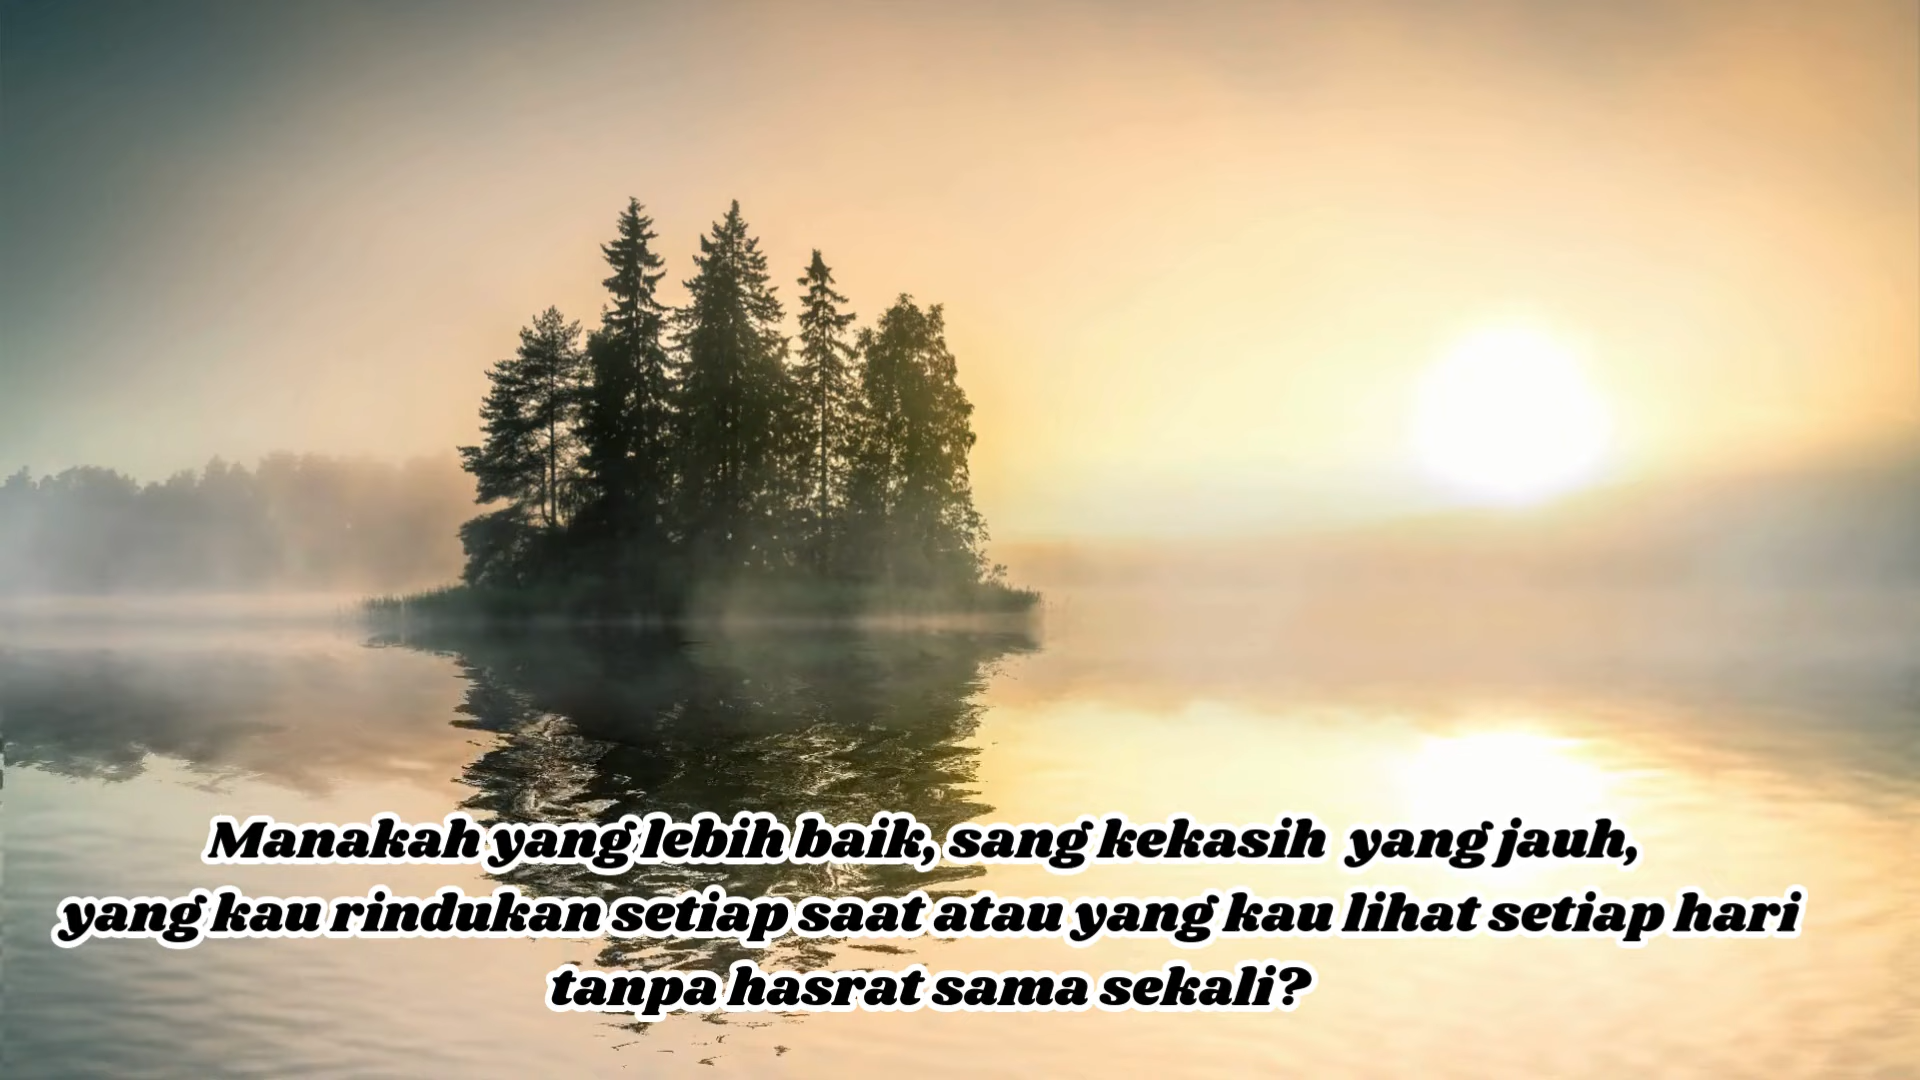 Manakah yang lebih baik, sang kekasih yang jauh,
yang kau rindukan setiap saat atau yang kau lihat setiap hari
tanpa hasrat sama sekali?